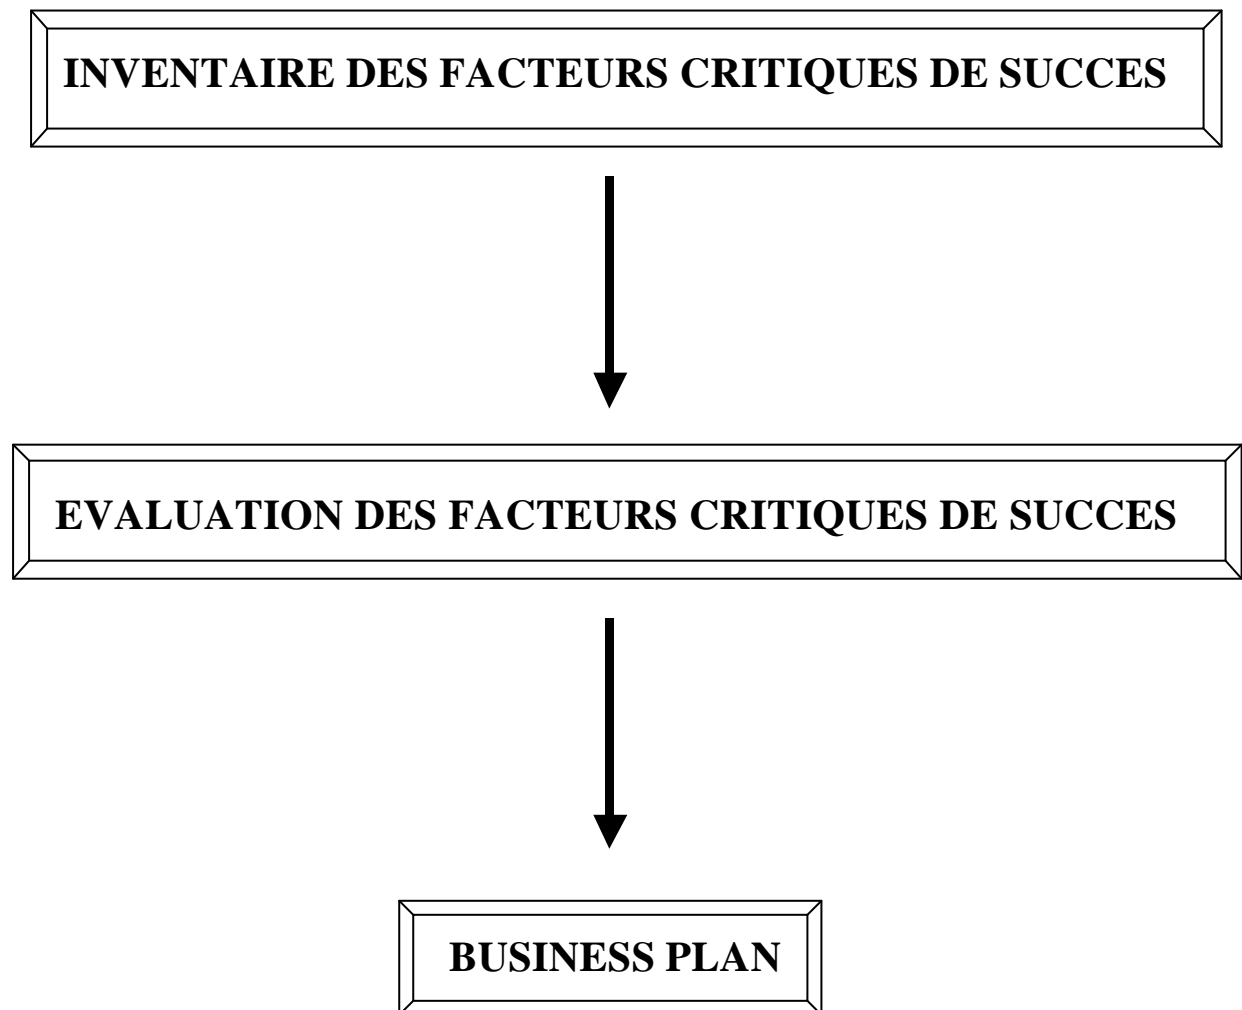 INVENTAIRE DES FACTEURS CRITIQUES DE SUCCES
EVALUATION DES FACTEURS CRITIQUES DE SUCCES
BUSINESS PLAN